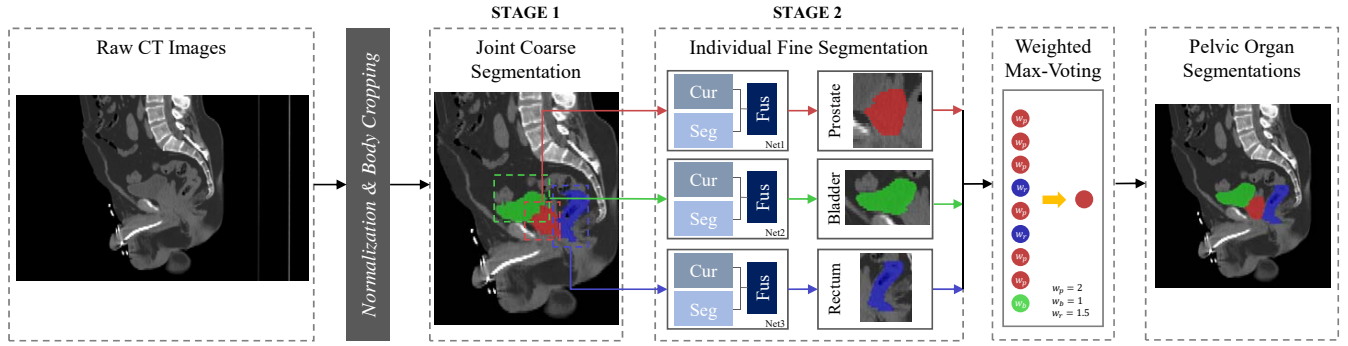 STAGE 1
STAGE 2
Raw CT Images
Normalization & Body Cropping
Joint Coarse
Segmentation
Individual Fine Segmentation
Cur
Seg
Fus
Net1
Prostate
Cur
Seg
Fus
Net2
Bladder
Cur
Seg
Fus
Net3
Rectum
Weighted
Max-Voting
w_p
w_p
w_p
w_r
w_p
w_r
w_p
w_p
w_b
w_p = 2
w_b = 1
w_r = 1.5
Pelvic Organ
Segmentations